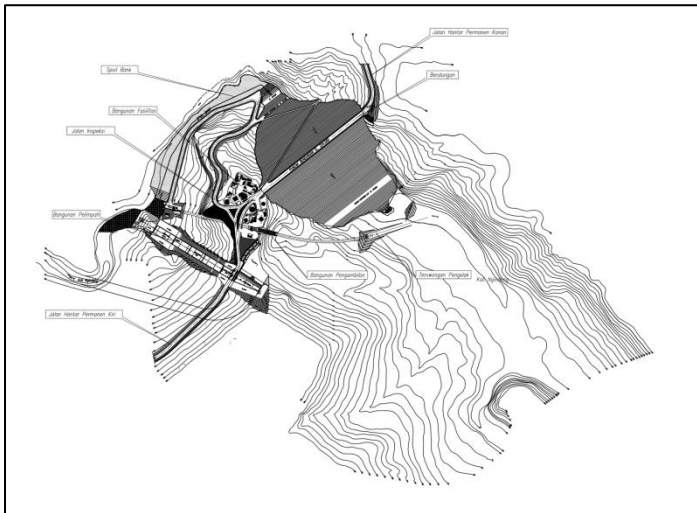 Jalan Hantar Permanen Kanan
Spoil Bank
Bendungan
Bangunan Fasilitas
Jalan Inspeksi
Bangunan Pelimpah
Bangunan Pengambilan
Terowongan Pengelak
Jalan Hantar Permanen Kiri